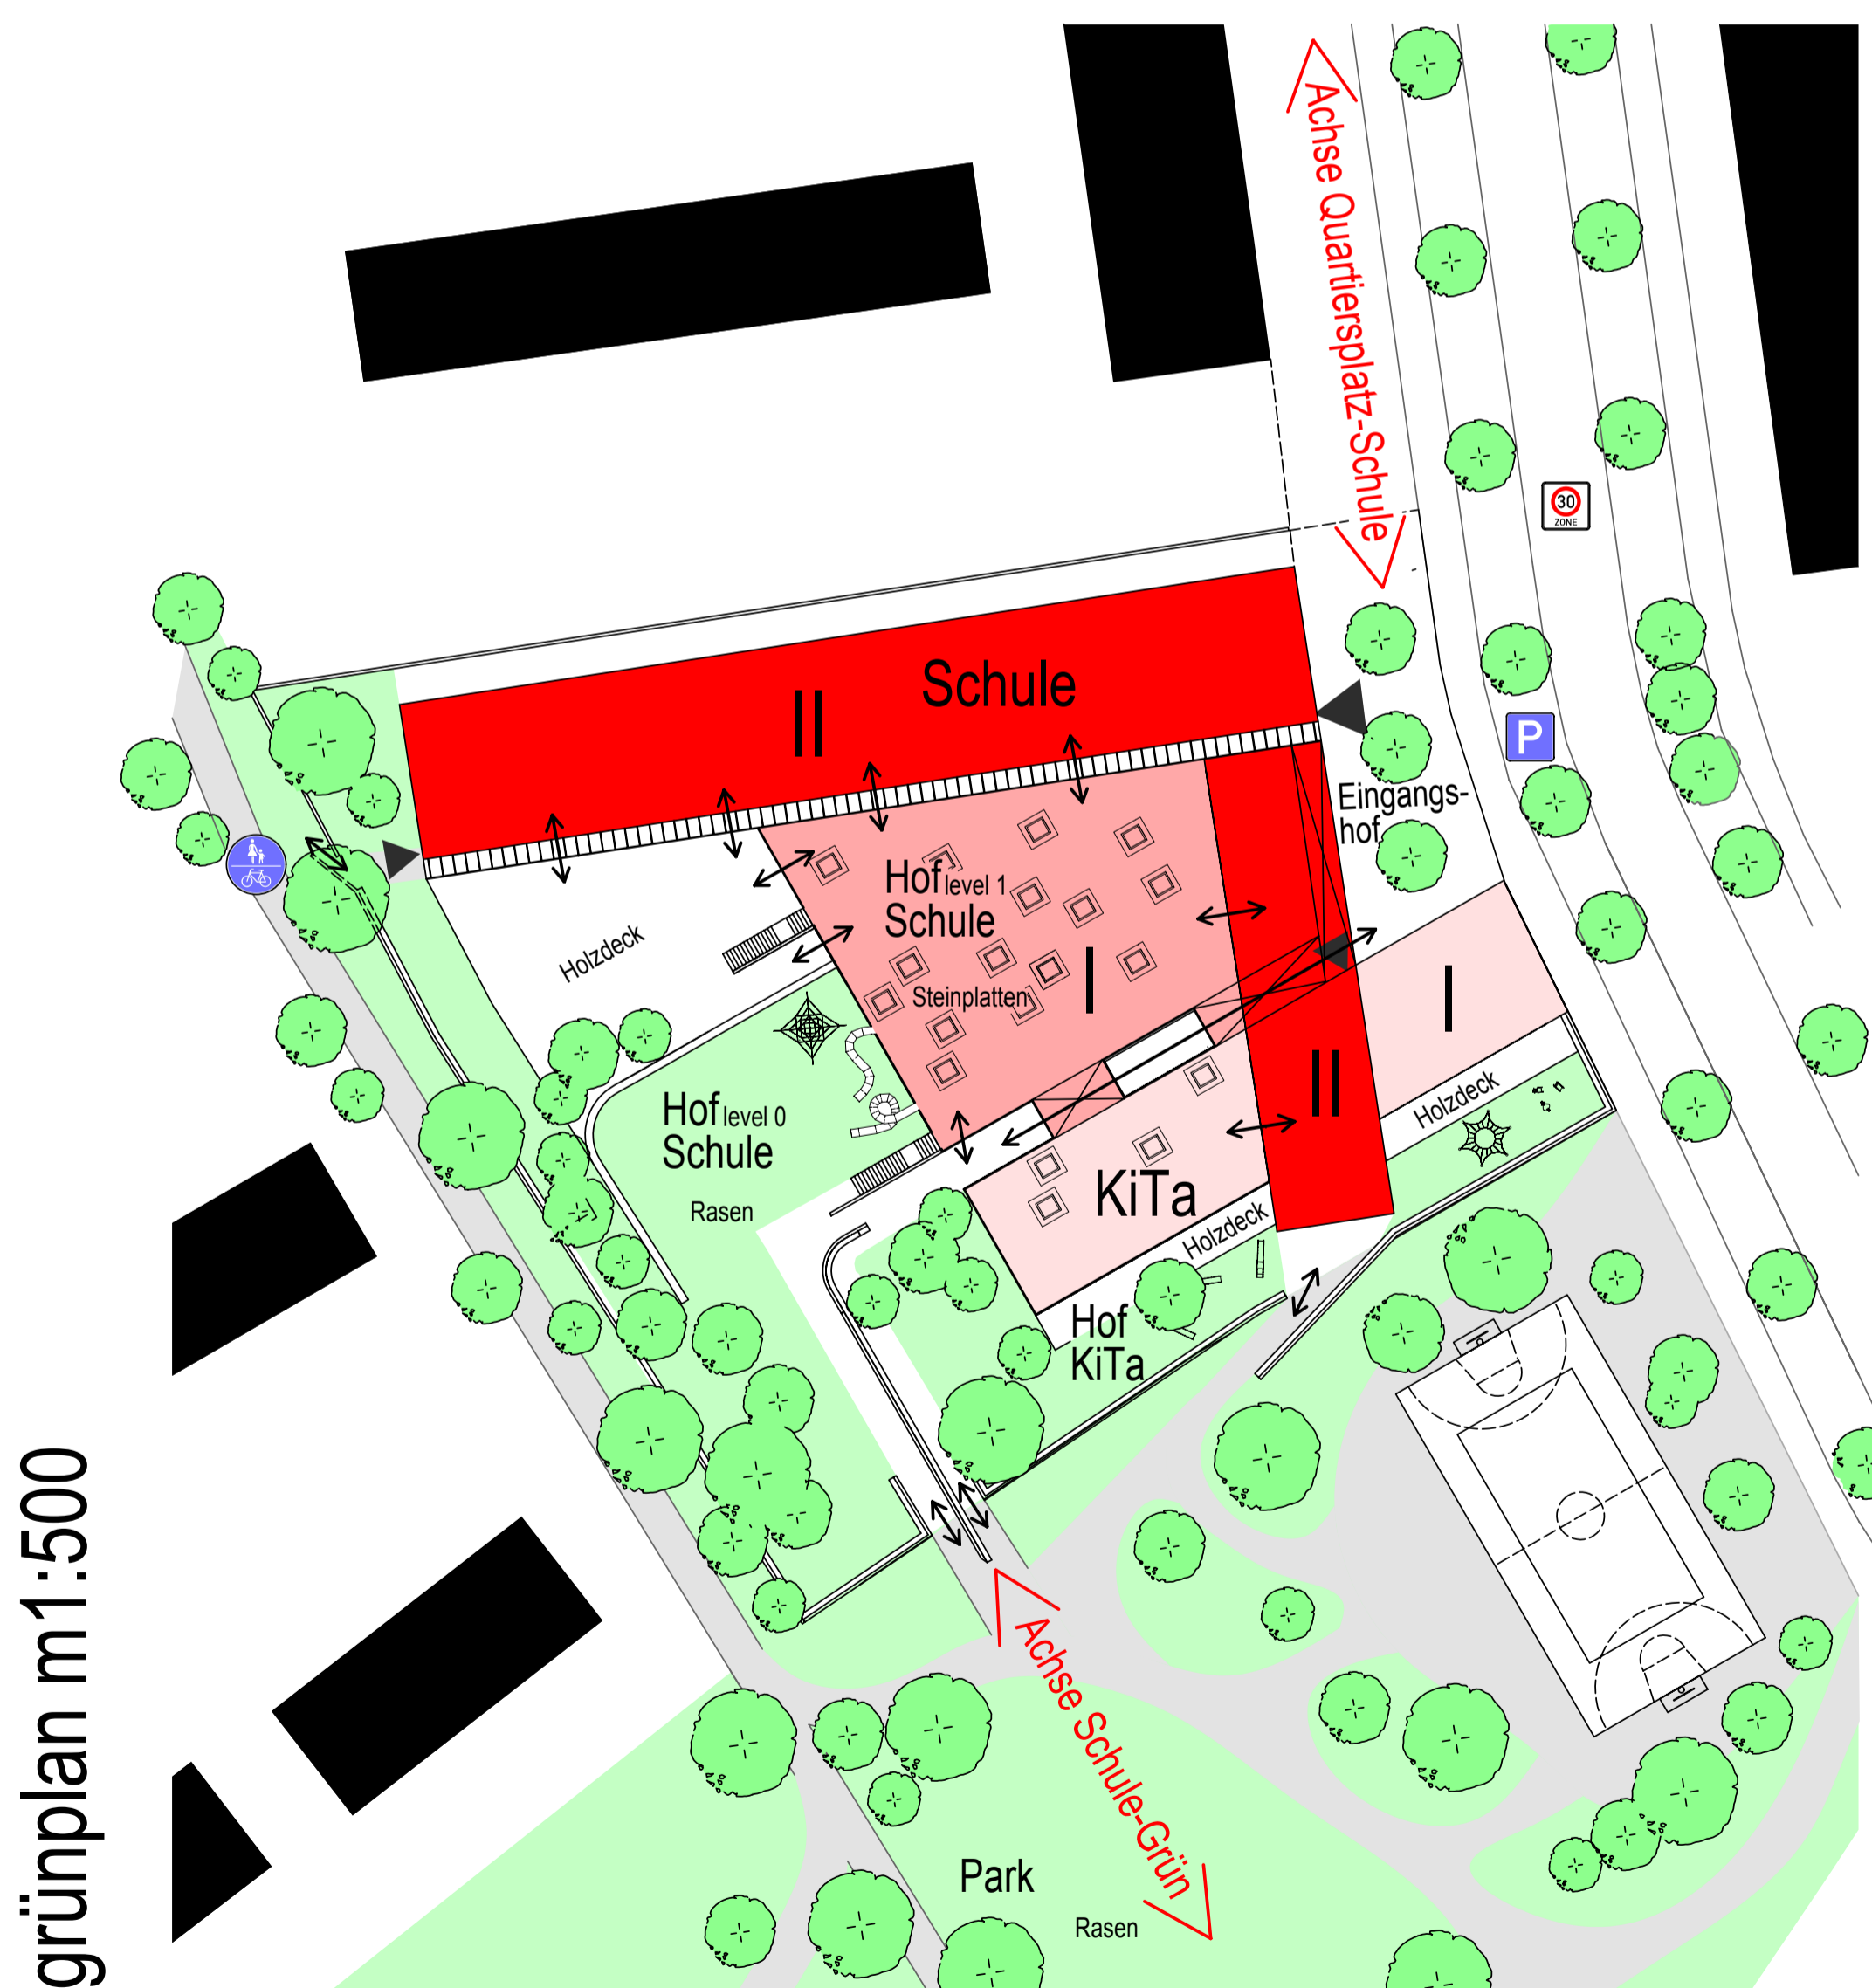 Achse Quartiersplatz-Schule
30
ZONE
Schule
II
P
Eingangs-
hof
Hof level 1
Schule
Holzdeck
Steinplatten
I
I
II
Holzdeck
Hof level 0
Schule
Rasen
KiTa
Holzdeck
Hof
KiTa
Achse Schule-Grün
Park
Rasen
grünplan m1:500